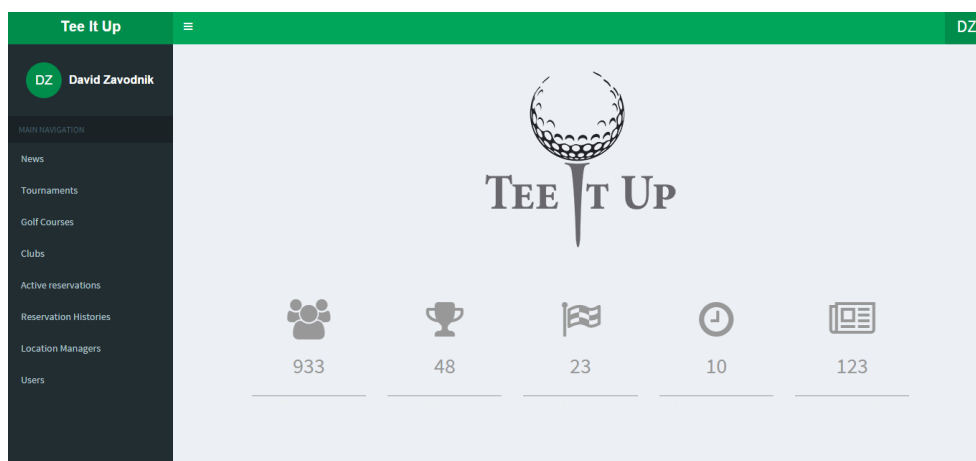 Tee It Up
DZ
DZ David Zavodnik
MAIN NAVIGATION
News
Tournaments
Golf Courses
Clubs
Active reservations
Reservation Histories
Location Managers
Users
TEE IT UP
933 48 23 10 123